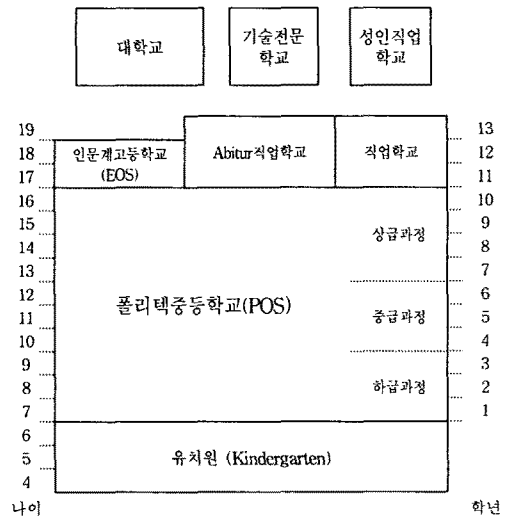 대학교
기술전문
학교
성인직업
학교
19
13
18
인문계고등학교
Abitur직업학교
직업학교
12
17
(EOS)
11
16
10
15
상급과정
9
14
8
13
7
12
폴리텍중등학교(POS)
6
11
중급과정
5
10
4
9
3
8
하급과정
2
7
1
6
5
유치원 (Kindergarten)
4
나이
학년